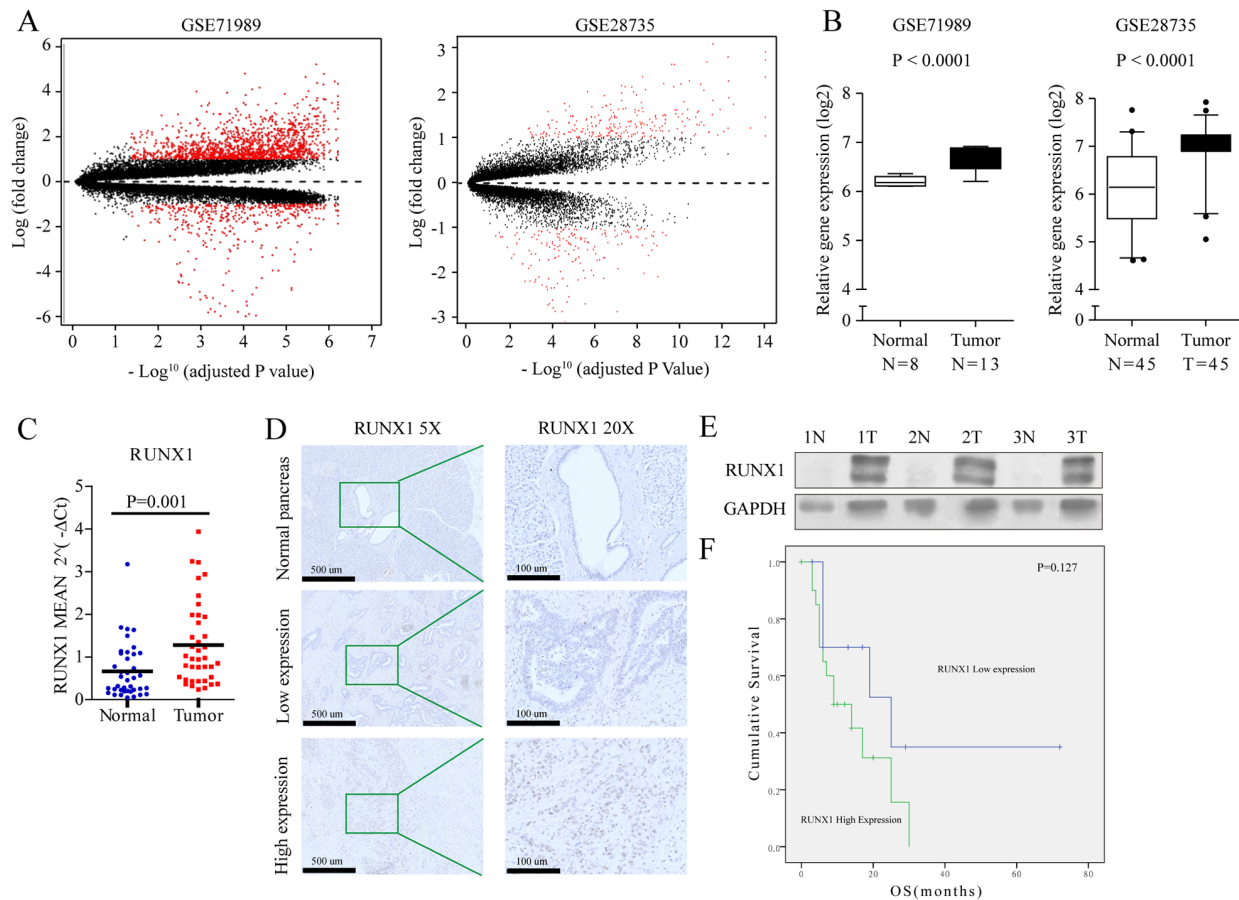 A
GSE71989
GSE28735
Log (fold change)
6
4
2
0
-2
-4
-6
0 1 2 3 4 5 6 7
- Log¹⁰ (adjusted P value)
Log (fold change)
3
2
1
0
-1
-2
-3
0 2 4 6 8 10 12 14
- Log¹⁰ (adjusted P Value)
B
GSE71989
GSE28735
P < 0.0001
P < 0.0001
Relative gene expression (log2)
8
7
6
5
4
0
Normal Tumor
N=8 N=13
Relative gene expression (log2)
8
7
6
5
4
0
Normal Tumor
N=45 T=45
C
RUNX1
P=0.001
RUNX1 MEAN 2^( -ΔCt)
5
4
3
2
1
0
Normal Tumor
D
RUNX1 5X
RUNX1 20X
Normal pancreas
500 um
100 um
Low expression
500 um
100 um
High expression
500 um
100 um
E
1N 1T 2N 2T 3N 3T
RUNX1
GAPDH
F
P=0.127
Cumulative Survival
1.0
0.8
0.6
0.4
0.2
0.0
RUNX1 Low expression
RUNX1 High Expression
0 20 40 60 80
OS(months)